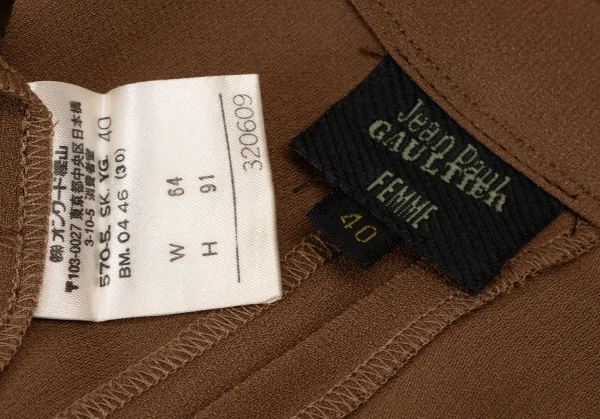 ㈱オンワード樫山
〒103-0027 東京都中央区日本橋
3-10-5 消費者室
570-5. SK. YG. 40
BM. 04 46 (30)
W 64
H 91
320609
Jean Paul
GAULTIER
FEMME
40